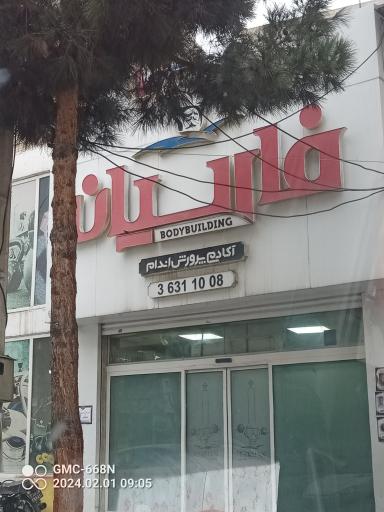 فارسیان
BODYBUILDING
آکادمی پرورش اندام
3 631 10 08
GMC-668N
2024.02.01 09:05